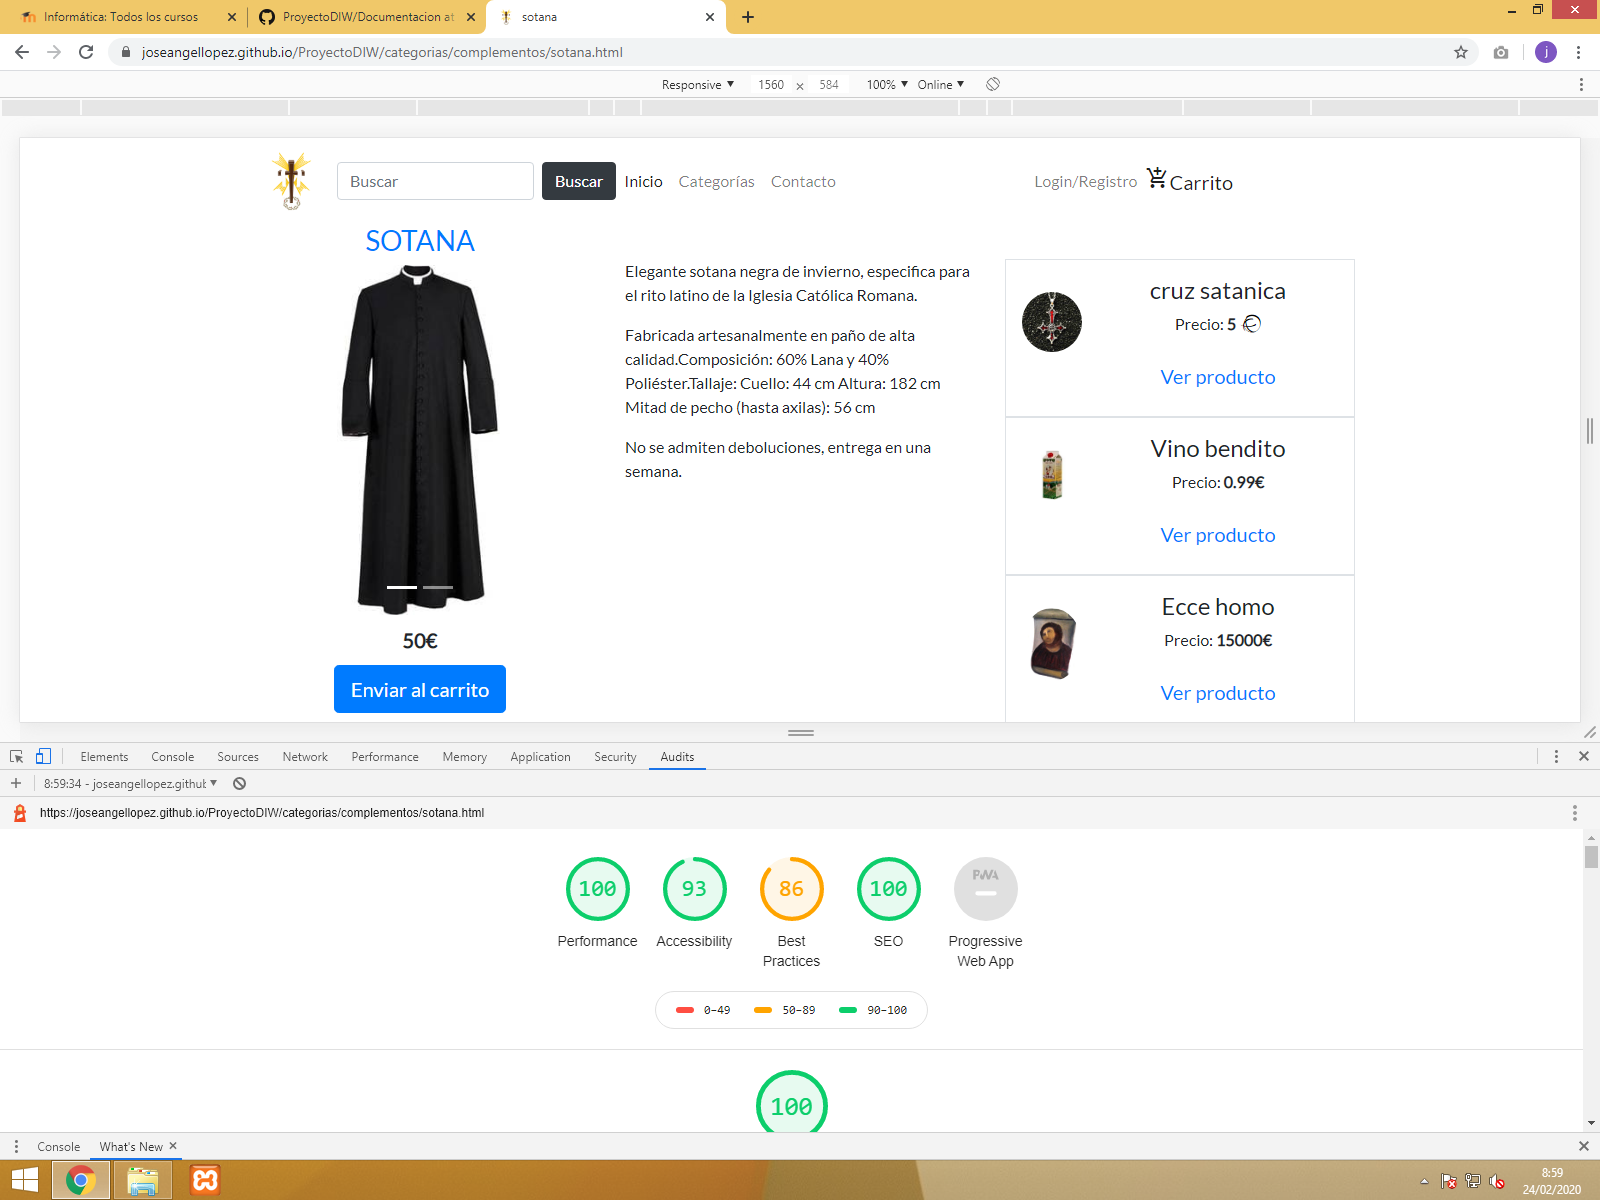 Informática: Todos los cursos
ProyectoDIW/Documentacion at
sotana
joseangellopez.github.io/ProyectoDIW/categorias/complementos/sotana.html
j
Responsive ▼ 1560 × 584 100% ▼ Online ▼
Buscar
Buscar
Inicio
Categorías
Contacto
Login/Registro
Carrito
SOTANA
50€
Enviar al carrito
Elegante sotana negra de invierno, especifica para
el rito latino de la Iglesia Católica Romana.
Fabricada artesanalmente en paño de alta
calidad.Composición: 60% Lana y 40%
Poliéster.Tallaje: Cuello: 44 cm Altura: 182 cm
Mitad de pecho (hasta axilas): 56 cm
No se admiten deboluciones, entrega en una
semana.
cruz satanica
Precio: 5
Ver producto
Vino bendito
Precio: 0.99€
Ver producto
Ecce homo
Precio: 15000€
Ver producto
Elements Console Sources Network Performance Memory Application Security Audits
8:59:34 - joseangellopez.github
https://joseangellopez.github.io/ProyectoDIW/categorias/complementos/sotana.html
100
Performance
93
Accessibility
86
Best
Practices
100
SEO
PWA
Progressive
Web App
0–49 50–89 90–100
100
Console What's New
8:59
24/02/2020